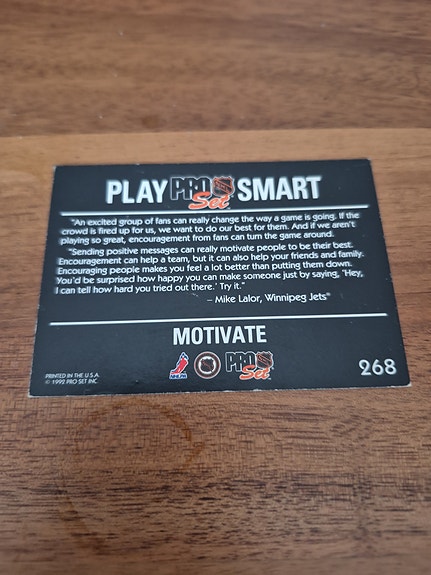 PLAY PRO Set SMART
"An excited group of fans can really change the way a game is going. If the
crowd is fired up for us, we want to do our best for them. And if we aren't
playing so great, encouragement from fans can turn the game around.
"Sending positive messages can really motivate people to be their best.
Encouragement can help a team, but it can also help your friends and family.
Encouraging people makes you feel a lot better than putting them down.
You'd be surprised how happy you can make someone just by saying, 'Hey,
I can tell how hard you tried out there.' Try it."
– Mike Lalor, Winnipeg Jets®
MOTIVATE
NHLPA PRO Set
PRINTED IN THE U.S.A.
© 1992 PRO SET INC
268